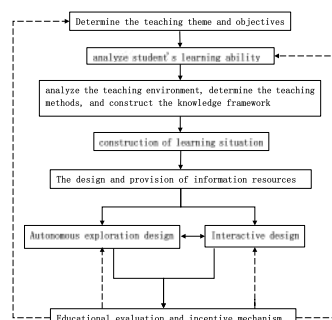 Determine the teaching theme and objectives
analyze student's learning ability
analyze the teaching environment, determine the teaching
methods, and construct the knowledge framework
construction of learning situation
The design and provision of information resources
Autonomous exploration design
Interactive design
Educational evaluation and incentive mechanism